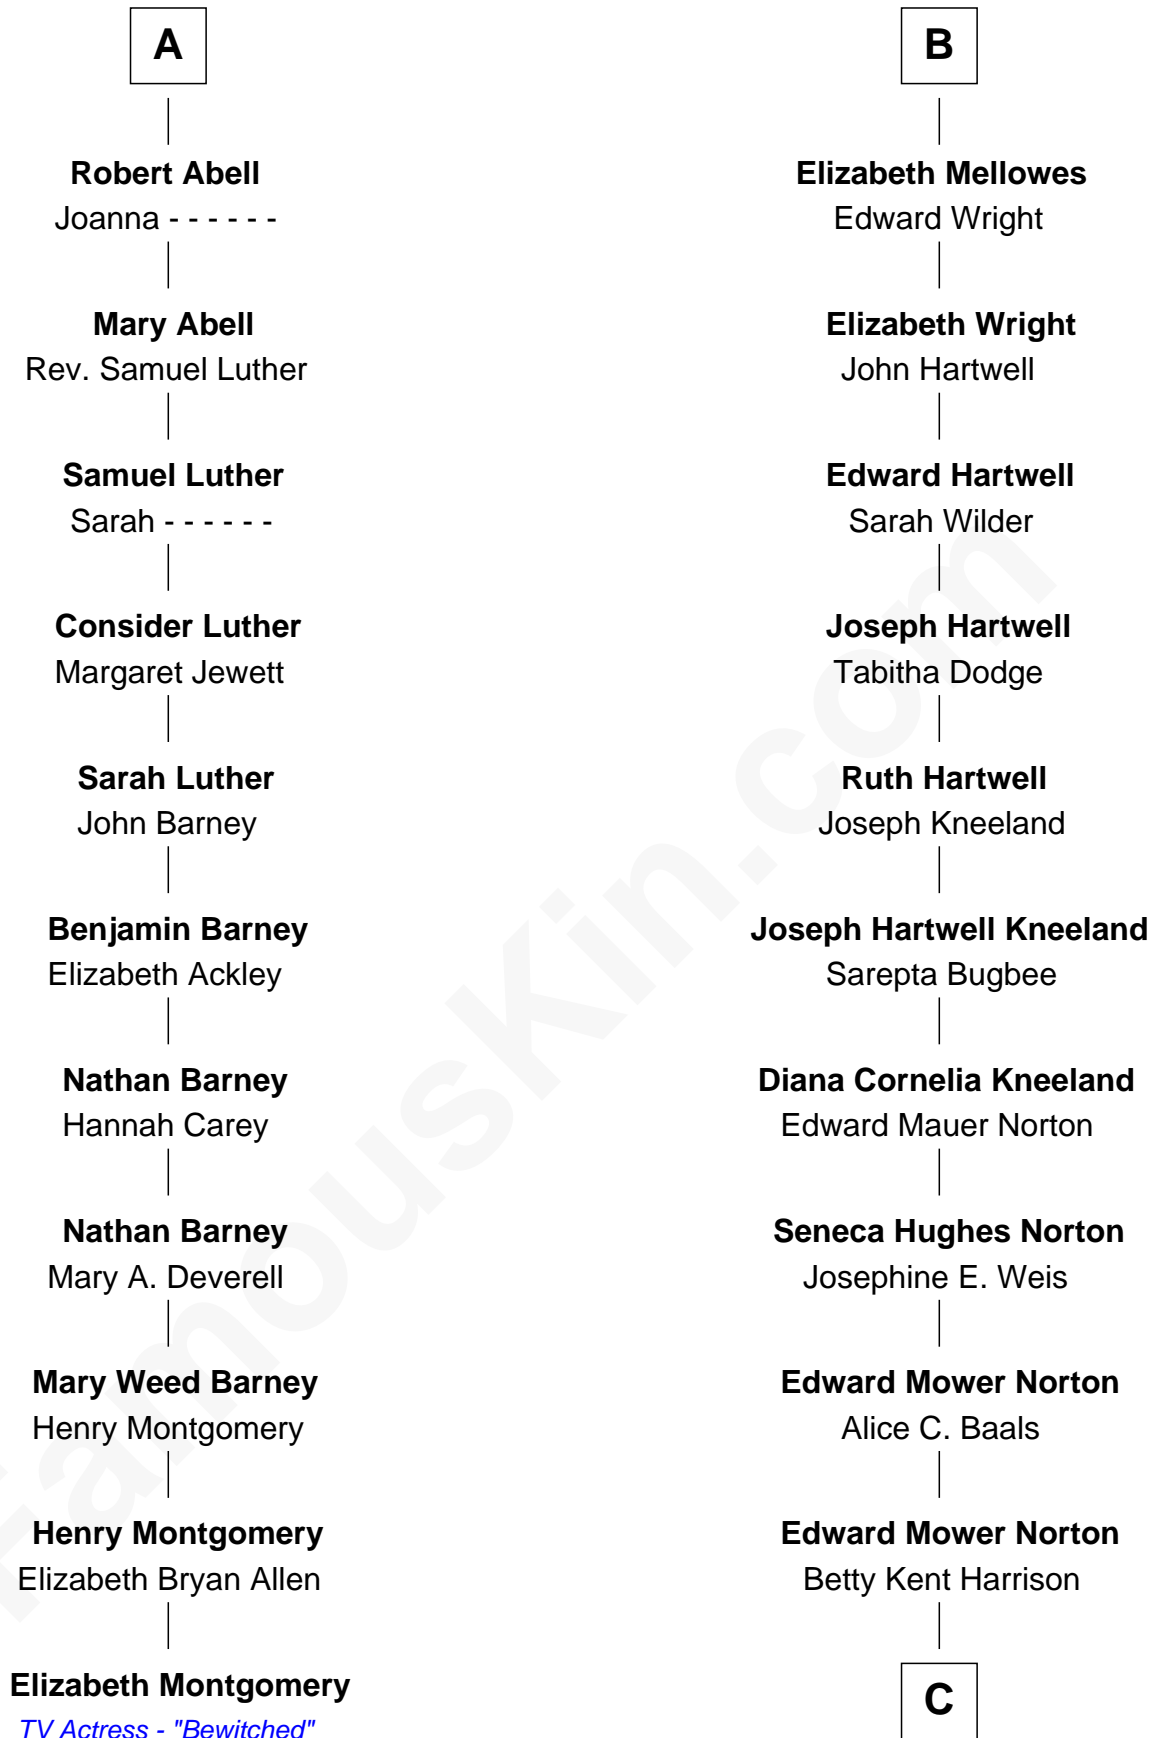 A
Robert Abell
Joanna - - - - - -
Mary Abell
Rev. Samuel Luther
Samuel Luther
Sarah - - - - - -
Consider Luther
Margaret Jewett
Sarah Luther
John Barney
Benjamin Barney
Elizabeth Ackley
Nathan Barney
Hannah Carey
Nathan Barney
Mary A. Deverell
Mary Weed Barney
Henry Montgomery
Henry Montgomery
Elizabeth Bryan Allen
Elizabeth Montgomery
TV Actress - "Bewitched"
B
Elizabeth Mellowes
Edward Wright
Elizabeth Wright
John Hartwell
Edward Hartwell
Sarah Wilder
Joseph Hartwell
Tabitha Dodge
Ruth Hartwell
Joseph Kneeland
Joseph Hartwell Kneeland
Sarepta Bugbee
Diana Cornelia Kneeland
Edward Mauer Norton
Seneca Hughes Norton
Josephine E. Weis
Edward Mower Norton
Alice C. Baals
Edward Mower Norton
Betty Kent Harrison
C
FamousKin.com